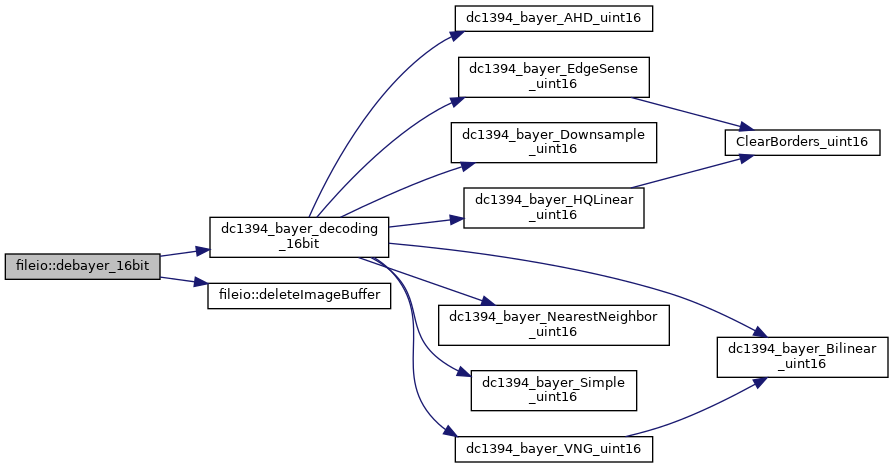 dc1394_bayer_AHD_uint16
dc1394_bayer_EdgeSense
_uint16
dc1394_bayer_Downsample
_uint16
ClearBorders_uint16
dc1394_bayer_HQLinear
_uint16
dc1394_bayer_decoding
_16bit
fileio::debayer_16bit
fileio::deleteImageBuffer
dc1394_bayer_NearestNeighbor
_uint16
dc1394_bayer_Bilinear
_uint16
dc1394_bayer_Simple
_uint16
dc1394_bayer_VNG_uint16